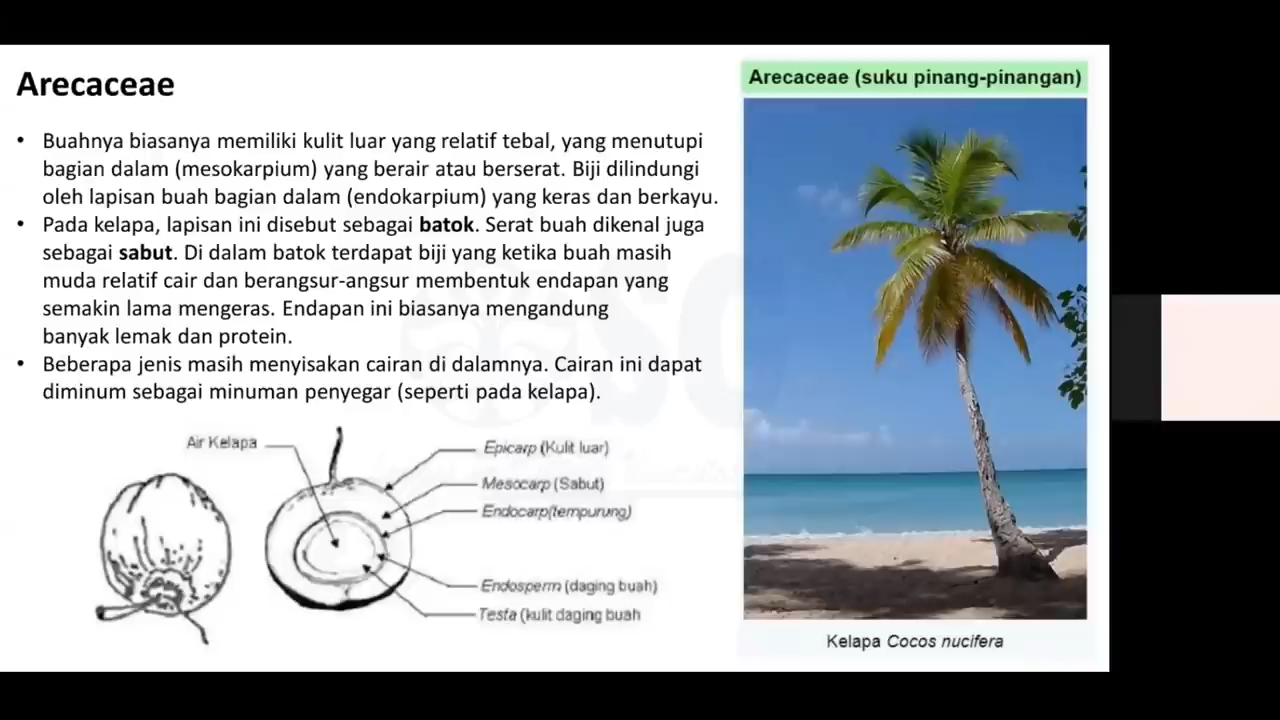 Arecaceae
• Buahnya biasanya memiliki kulit luar yang relatif tebal, yang menutupi
bagian dalam (mesokarpium) yang berair atau berserat. Biji dilindungi
oleh lapisan buah bagian dalam (endokarpium) yang keras dan berkayu.
• Pada kelapa, lapisan ini disebut sebagai batok. Serat buah dikenal juga
sebagai sabut. Di dalam batok terdapat biji yang ketika buah masih
muda relatif cair dan berangsur-angsur membentuk endapan yang
semakin lama mengeras. Endapan ini biasanya mengandung
banyak lemak dan protein.
• Beberapa jenis masih menyisakan cairan di dalamnya. Cairan ini dapat
diminum sebagai minuman penyegar (seperti pada kelapa).
Air Kelapa
Epicarp (Kulit luar)
Mesocarp (Sabut)
Endocarp(tempurung)
Endosperm (daging buah)
Testa (kulit daging buah
Arecaceae (suku pinang-pinangan)
Kelapa Cocos nucifera